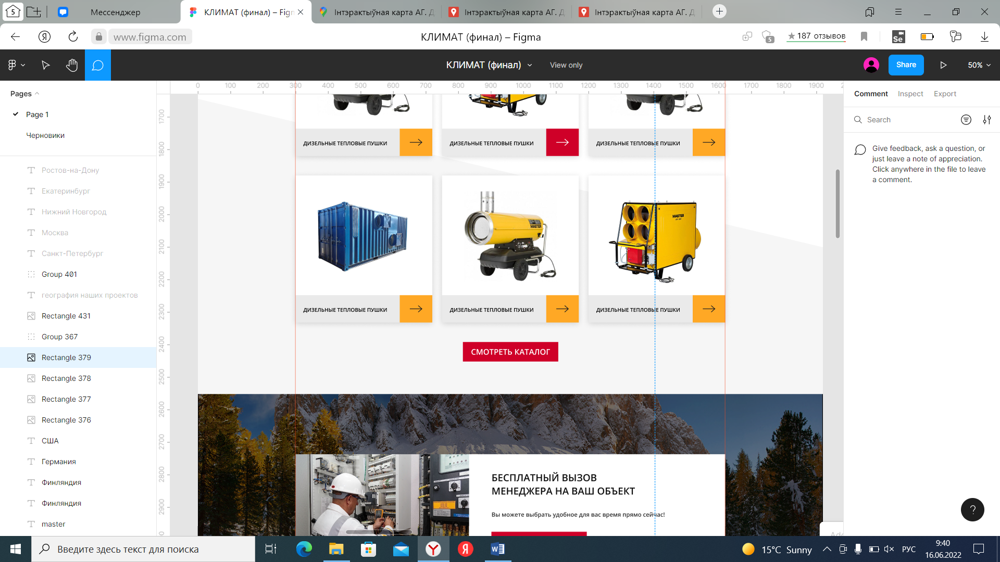 5
Мессенджер
КЛИМАТ (финал) – Figm
Інтэрактыўная карта АГ. Д
Інтэрактыўная карта АГ. Д
Інтэрактыўная карта АГ. Д
www.figma.com
КЛИМАТ (финал) – Figma
5
187 отзывов
Se
КЛИМАТ (финал)
View only
Share
50%
Pages
Page 1
Черновики
Ростов-на-Дону
Екатеринбург
Нижний Новгород
Москва
Санкт-Петербург
Group 401
география наших проектов
Rectangle 431
Group 367
Rectangle 379
Rectangle 378
Rectangle 377
Rectangle 376
США
Германия
Финляндия
Финляндия
master
0 100 200 300 400 500 600 700 800 900 1000 1100 1200 1300 1400 1500 1600 1700 1800 1900
1700
1800
1900
2000
2100
2200
2300
2400
2500
2600
2700
2800
2900
ДИЗЕЛЬНЫЕ ТЕПЛОВЫЕ ПУШКИ
ДИЗЕЛЬНЫЕ ТЕПЛОВЫЕ ПУШКИ
ДИЗЕЛЬНЫЕ ТЕПЛОВЫЕ ПУШКИ
MASTER
MASTER
ДИЗЕЛЬНЫЕ ТЕПЛОВЫЕ ПУШКИ
ДИЗЕЛЬНЫЕ ТЕПЛОВЫЕ ПУШКИ
ДИЗЕЛЬНЫЕ ТЕПЛОВЫЕ ПУШКИ
СМОТРЕТЬ КАТАЛОГ
БЕСПЛАТНЫЙ ВЫЗОВ
МЕНЕДЖЕРА НА ВАШ ОБЪЕКТ
Вы можете выбрать удобное для вас время прямо сейчас!
Comment
Inspect
Export
Search
Give feedback, ask a question, or
just leave a note of appreciation.
Click anywhere in the file to leave
a comment.
?
Введите здесь текст для поиска
15°C Sunny
РУС
9:40
16.06.2022